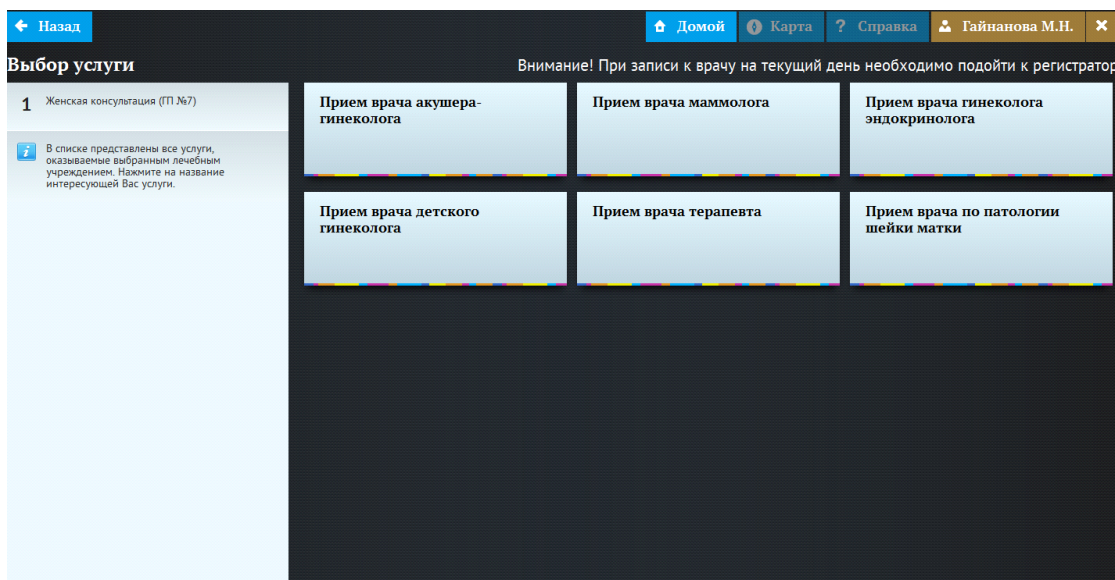 Назад
Домой
Карта
? Справка
Гайнанова М.Н.
Выбор услуги
Внимание! При записи к врачу на текущий день необходимо подойти к регистратор
1 Женская консультация (ГП №7)
i В списке представлены все услуги,
оказываемые выбранным лечебным
учреждением. Нажмите на название
интересующей Вас услуги.
Прием врача акушера-
гинеколога
Прием врача маммолога
Прием врача гинеколога
эндокринолога
Прием врача детского
гинеколога
Прием врача терапевта
Прием врача по патологии
шейки матки